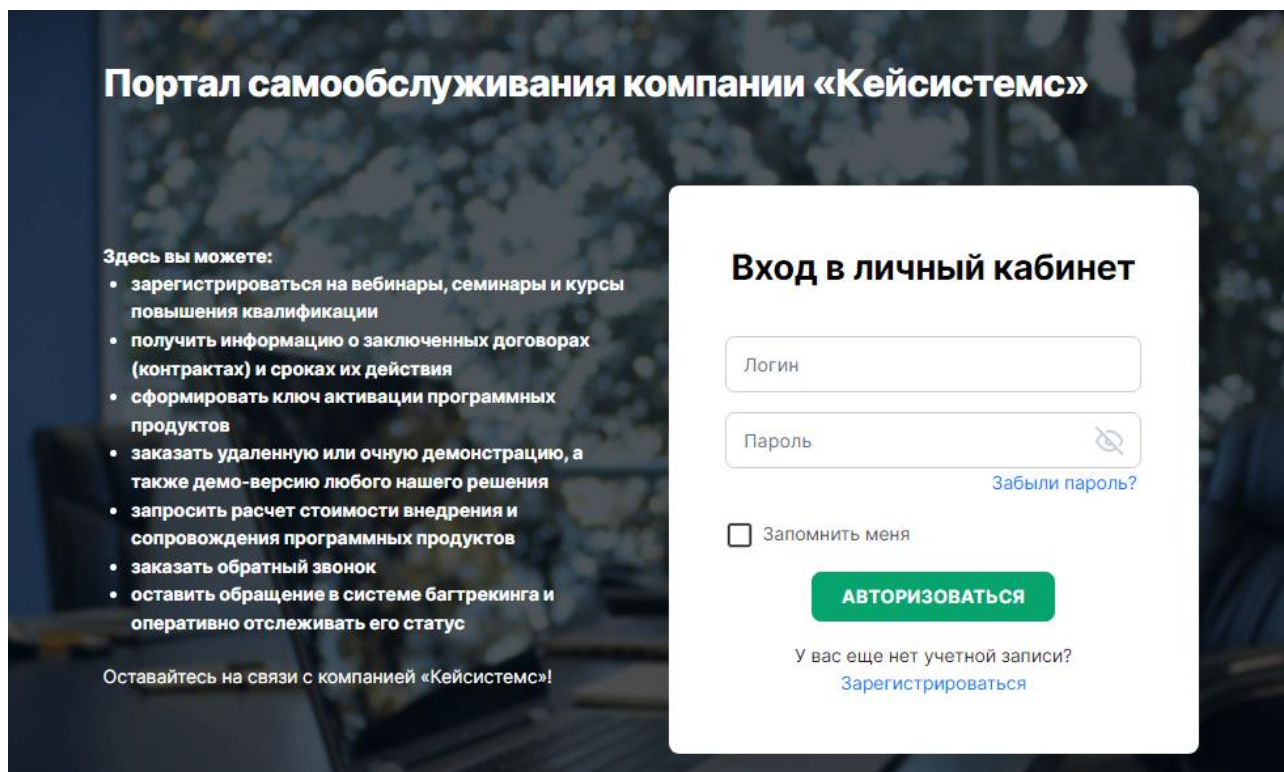 Портал самообслуживания компании «Кейсистемс»
Здесь вы можете:
• зарегистрироваться на вебинары, семинары и курсы
повышения квалификации
• получить информацию о заключенных договорах
(контрактах) и сроках их действия
• сформировать ключ активации программных
продуктов
• заказать удаленную или очную демонстрацию, а
также демо-версию любого нашего решения
• запросить расчет стоимости внедрения и
сопровождения программных продуктов
• заказать обратный звонок
• оставить обращение в системе багтрекинга и
оперативно отслеживать его статус
Оставайтесь на связи с компанией «Кейсистемс»!
Вход в личный кабинет
Логин
Пароль
Забыли пароль?
Запомнить меня
АВТОРИЗОВАТЬСЯ
У вас еще нет учетной записи?
Зарегистрироваться